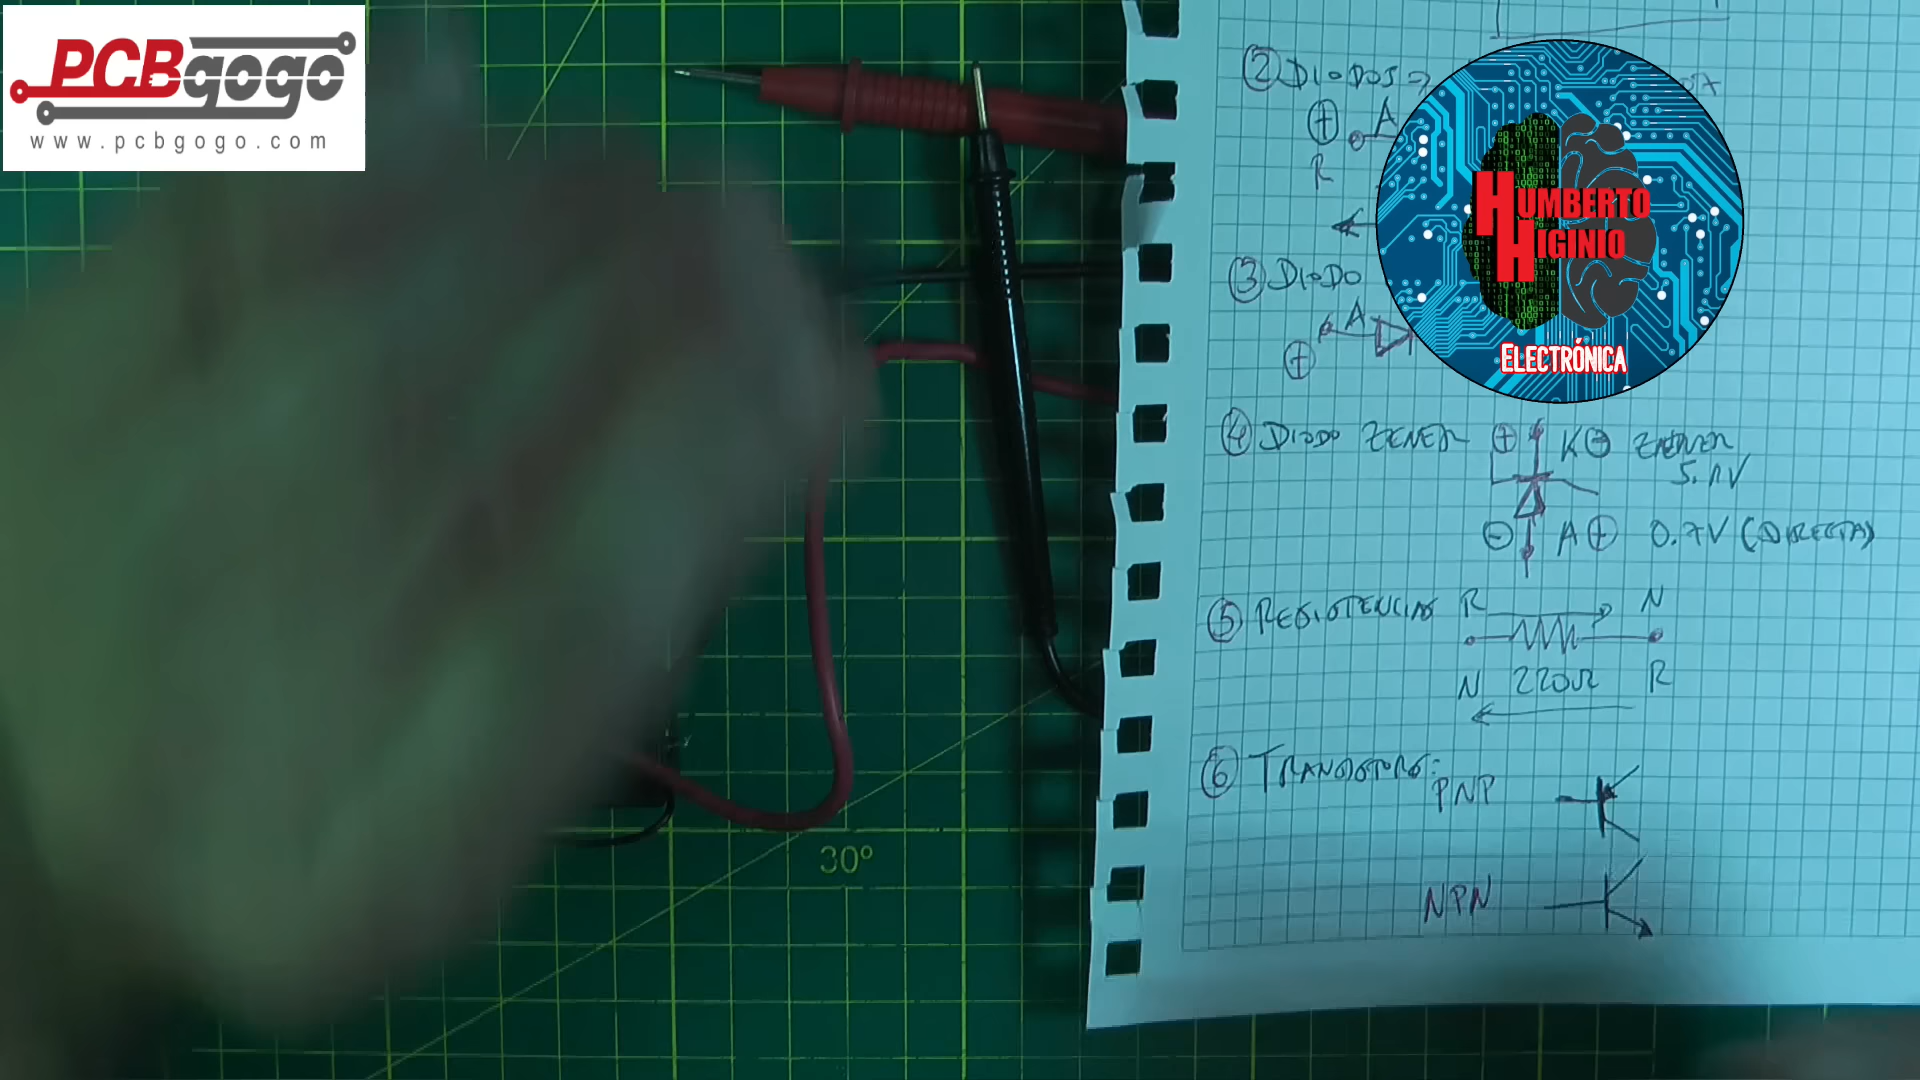 PCBgogo
www.pcbgogo.com
② DIODOS ⇒
⊕ A
R
③ DIODO
A
⊕
HUMBERTO
HIGINIO
ELECTRÓNICA
④ DIODO ZENER ⊕ K⊖ ZENER
5.1V
⊖ A⊕ 0.7V (DIRECTA)
⑤ RESISTENCIAS R N
N 220Ω R
⑥ TRANSISTORES:
PNP
NPN
30º